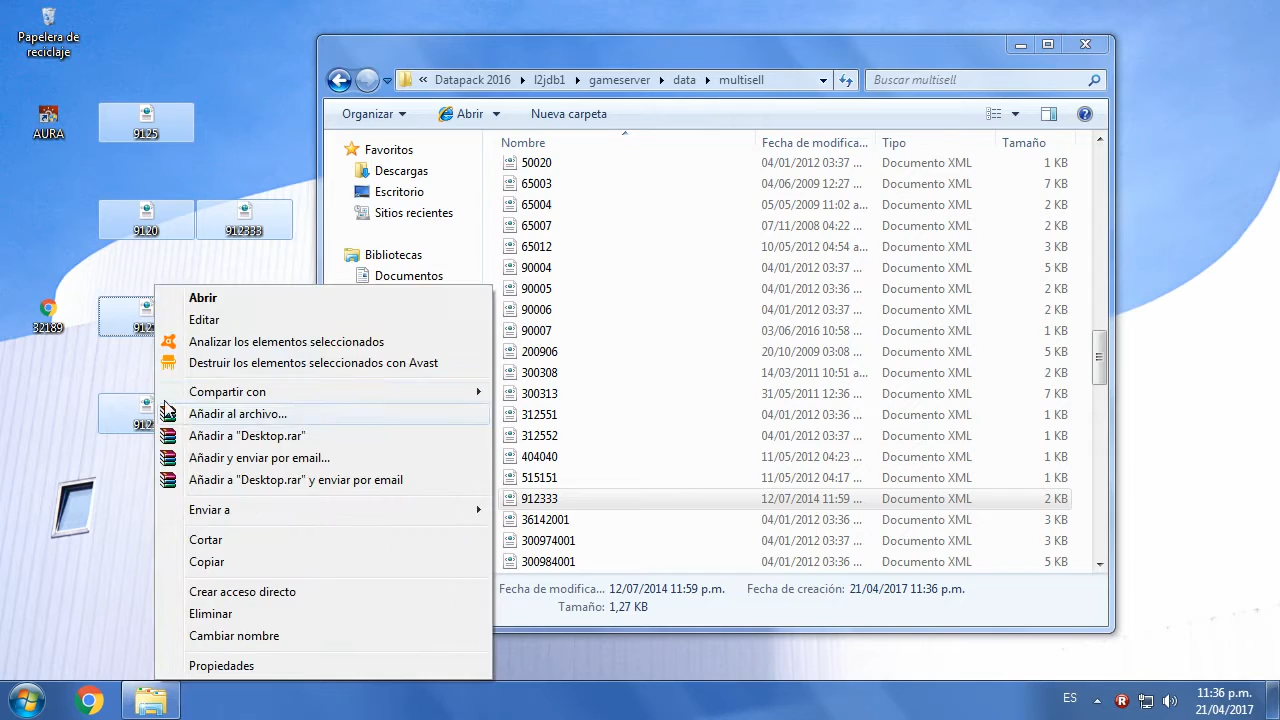 Papelera de
reciclaje
AURA
9125
9120
912333
32189
Datapack 2016
l2jdb1
gameserver
data
multisell
Buscar multisell
Organizar
Abrir
Nueva carpeta
Favoritos
Descargas
Escritorio
Sitios recientes
Bibliotecas
Documentos
Nombre Fecha de modifica... Tipo Tamaño
50020 04/01/2012 03:37 ... Documento XML 1 KB
65003 04/06/2009 12:27 ... Documento XML 7 KB
65004 05/05/2009 11:02 a... Documento XML 2 KB
65007 07/11/2008 04:22 ... Documento XML 2 KB
65012 10/05/2012 04:54 a... Documento XML 3 KB
90004 04/01/2012 03:37 ... Documento XML 5 KB
90005 04/01/2012 03:36 ... Documento XML 2 KB
90006 04/01/2012 03:37 ... Documento XML 2 KB
90007 03/06/2016 10:58 ... Documento XML 1 KB
200906 20/10/2009 03:08 ... Documento XML 5 KB
300308 14/03/2011 10:51 a... Documento XML 2 KB
300313 31/05/2011 12:36 ... Documento XML 7 KB
312551 04/01/2012 03:36 ... Documento XML 1 KB
312552 04/01/2012 03:36 ... Documento XML 1 KB
404040 11/05/2012 04:23 ... Documento XML 2 KB
515151 11/05/2012 04:17 ... Documento XML 1 KB
912333 12/07/2014 11:59 ... Documento XML 2 KB
36142001 04/01/2012 03:36 ... Documento XML 3 KB
300974001 04/01/2012 03:37 ... Documento XML 3 KB
300984001 04/01/2012 03:36 ... Documento XML 5 KB
Fecha de modifica... 12/07/2014 11:59 p.m. Fecha de creación: 21/04/2017 11:36 p.m.
Tamaño: 1,27 KB
Abrir
Editar
Analizar los elementos seleccionados
Destruir los elementos seleccionados con Avast
Compartir con
Añadir al archivo...
Añadir a "Desktop.rar"
Añadir y enviar por email...
Añadir a "Desktop.rar" y enviar por email
Enviar a
Cortar
Copiar
Crear acceso directo
Eliminar
Cambiar nombre
Propiedades
ES
11:36 p.m.
21/04/2017